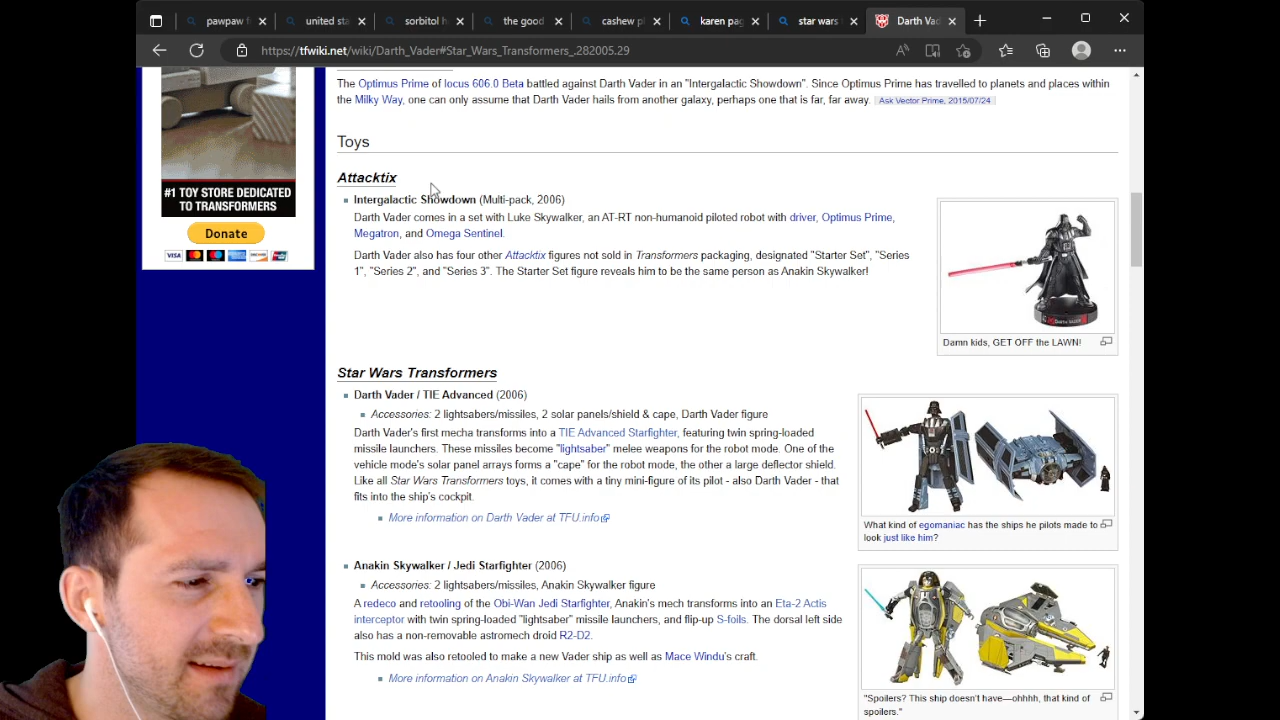 pawpaw f
united sta
sorbitol h
the good
cashew pl
karen pag
star wars t
Darth Vad
https://tfwiki.net/wiki/Darth_Vader#Star_Wars_Transformers_.282005.29
#1 TOY STORE DEDICATED
TO TRANSFORMERS
Donate
VISA
The Optimus Prime of locus 606.0 Beta battled against Darth Vader in an "Intergalactic Showdown". Since Optimus Prime has travelled to planets and places within
the Milky Way, one can only assume that Darth Vader hails from another galaxy, perhaps one that is far, far away. Ask Vector Prime, 2015/07/24
Toys
Attacktix
Intergalactic Showdown (Multi-pack, 2006)
Darth Vader comes in a set with Luke Skywalker, an AT-RT non-humanoid piloted robot with driver, Optimus Prime,
Megatron, and Omega Sentinel.
Darth Vader also has four other Attacktix figures not sold in Transformers packaging, designated "Starter Set", "Series
1", "Series 2", and "Series 3". The Starter Set figure reveals him to be the same person as Anakin Skywalker!
Damn kids, GET OFF the LAWN!
Star Wars Transformers
Darth Vader / TIE Advanced (2006)
Accessories: 2 lightsabers/missiles, 2 solar panels/shield & cape, Darth Vader figure
Darth Vader's first mecha transforms into a TIE Advanced Starfighter, featuring twin spring-loaded
missile launchers. These missiles become "lightsaber" melee weapons for the robot mode. One of the
vehicle mode's solar panel arrays forms a "cape" for the robot mode, the other a large deflector shield.
Like all Star Wars Transformers toys, it comes with a tiny mini-figure of its pilot - also Darth Vader - that
fits into the ship's cockpit.
More information on Darth Vader at TFU.info
What kind of egomaniac has the ships he pilots made to
look just like him?
Anakin Skywalker / Jedi Starfighter (2006)
Accessories: 2 lightsabers/missiles, Anakin Skywalker figure
A redeco and retooling of the Obi-Wan Jedi Starfighter, Anakin's mech transforms into an Eta-2 Actis
interceptor with twin spring-loaded "lightsaber" missile launchers, and flip-up S-foils. The dorsal left side
also has a non-removable astromech droid R2-D2.
This mold was also retooled to make a new Vader ship as well as Mace Windu's craft.
More information on Anakin Skywalker at TFU.info
"Spoilers? This ship doesn't have—ohhhh, that kind of
spoilers."